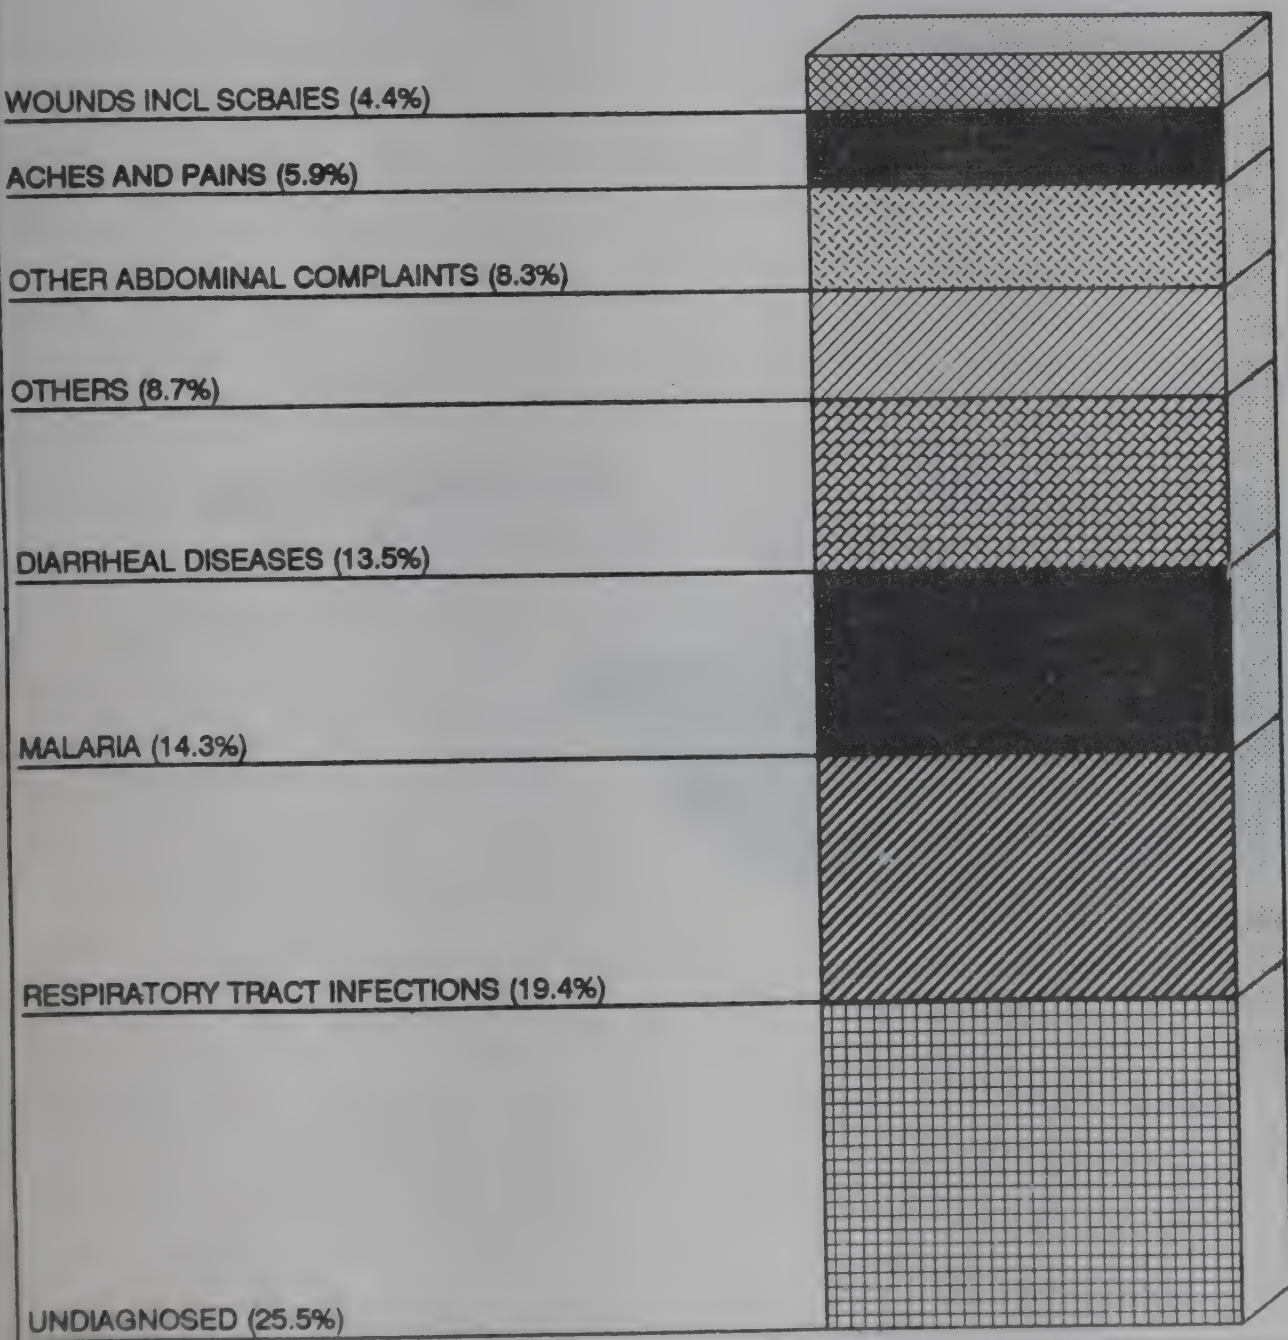 WOUNDS INCL SCBAIES (4.4%)
ACHES AND PAINS (5.9%)
OTHER ABDOMINAL COMPLAINTS (8.3%)
OTHERS (8.7%)
DIARRHEAL DISEASES (13.5%)
MALARIA (14.3%)
RESPIRATORY TRACT INFECTIONS (19.4%)
UNDIAGNOSED (25.5%)